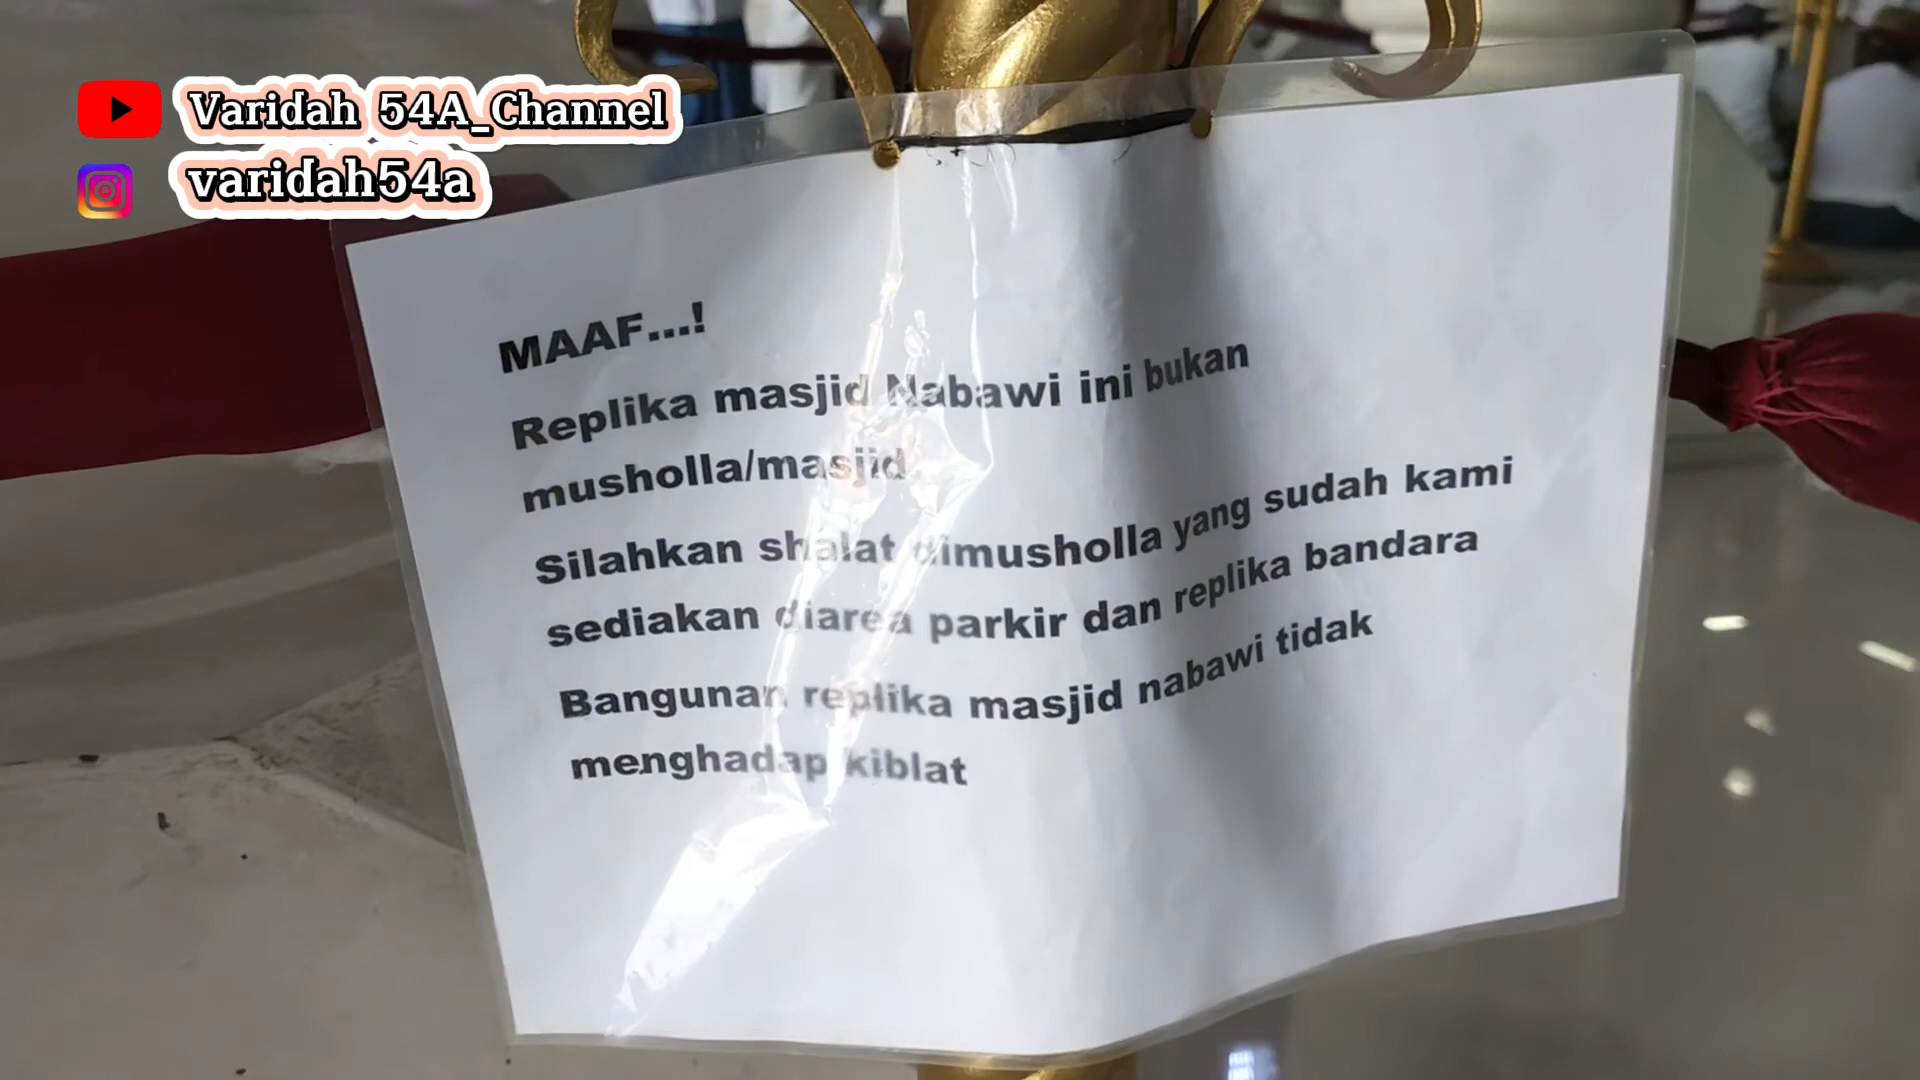 Varidah 54A_Channel
varidah54a
MAAF...!
Replika masjid Nabawi ini bukan
musholla/masjid
Silahkan shalat dimusholla yang sudah kami
sediakan diarea parkir dan replika bandara
Bangunan replika masjid nabawi tidak
menghadap kiblat